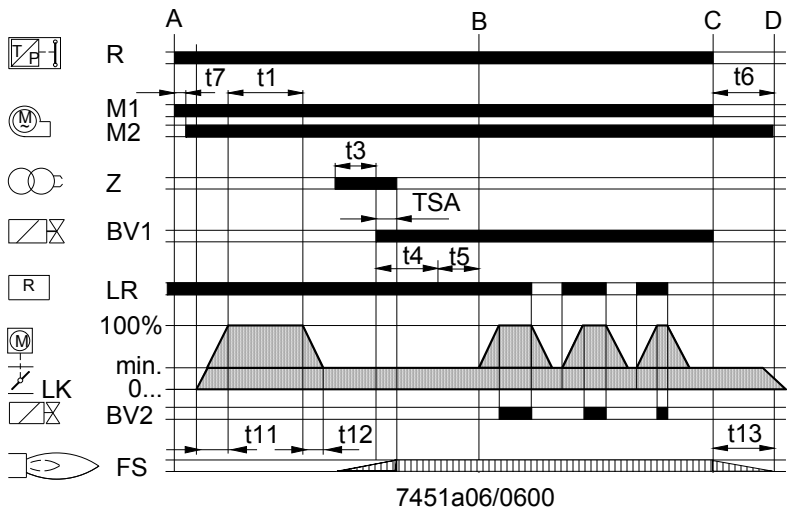 A B C D
T/P R
t7 t1 t6
M~ M1
M2
t3
Z
TSA
BV1
t4 t5
R LR
100%
M
min.
LK 0...
BV2
t11 t12 t13
FS
7451a06/0600